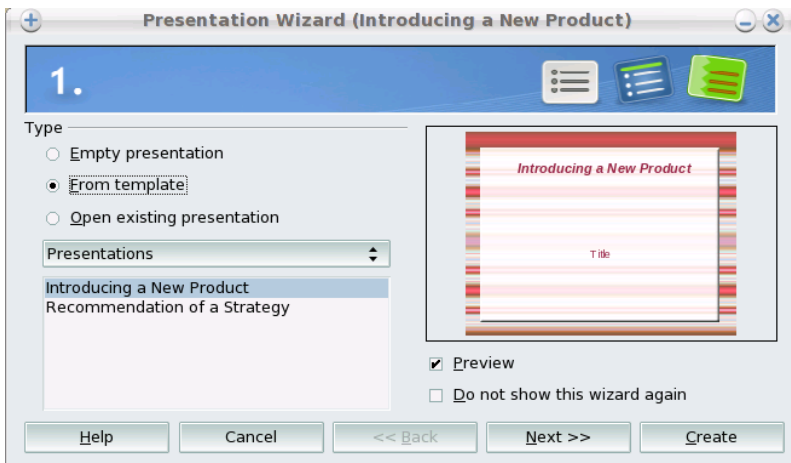 Presentation Wizard (Introducing a New Product)
1.
Type
Empty presentation
From template
Open existing presentation
Presentations
Introducing a New Product
Recommendation of a Strategy
Introducing a New Product
Title
Preview
Do not show this wizard again
Help Cancel << Back Next >> Create